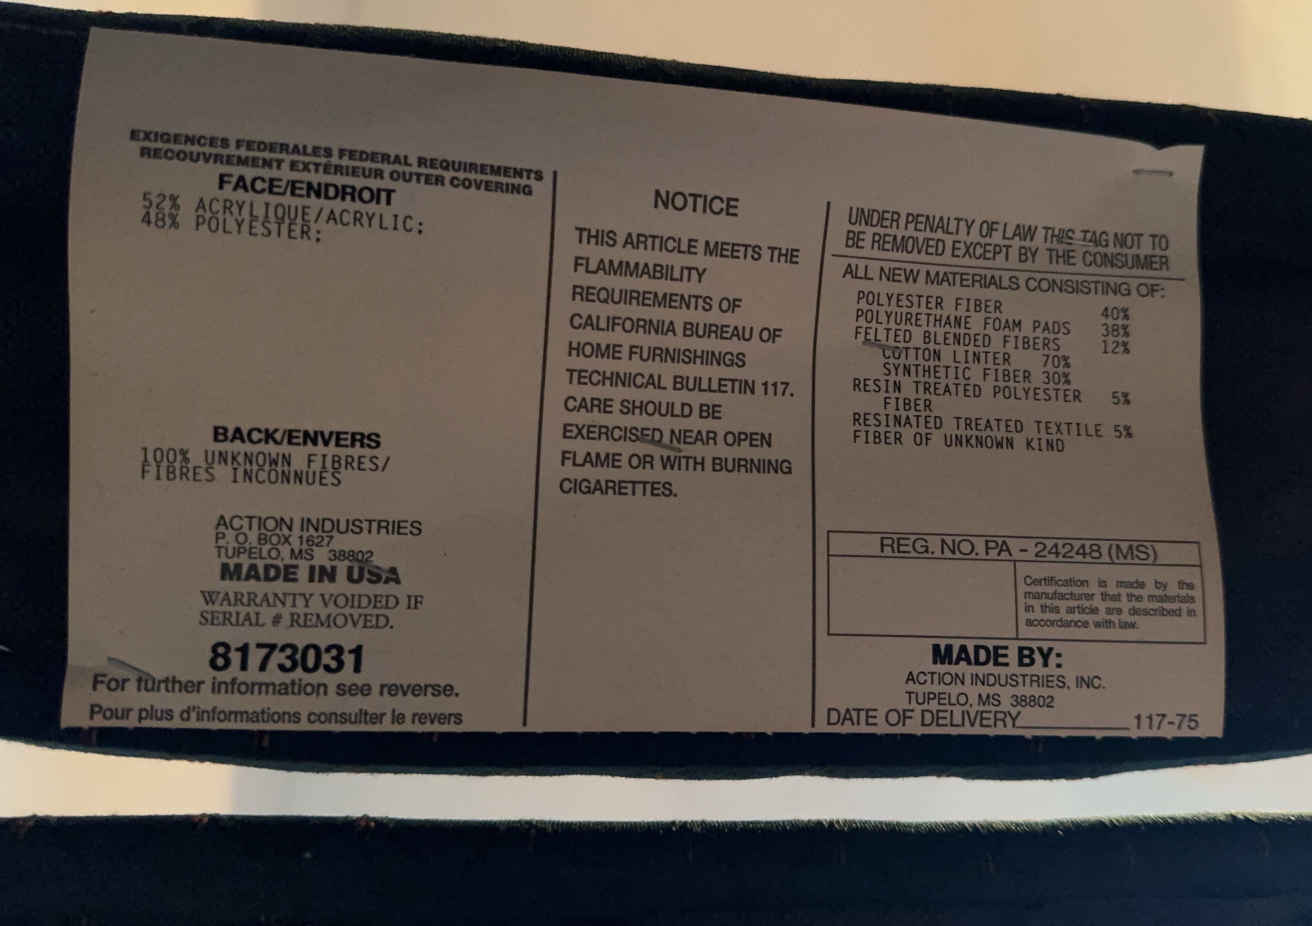 EXIGENCES FEDERALES FEDERAL REQUIREMENTS
RECOUVREMENT EXTÉRIEUR OUTER COVERING
FACE/ENDROIT
52% ACRYLIQUE/ACRYLIC;
48% POLYESTER;
BACK/ENVERS
100% UNKNOWN FIBRES/
FIBRES INCONNUES
ACTION INDUSTRIES
P. O. BOX 1627
TUPELO, MS 38802
MADE IN USA
WARRANTY VOIDED IF
SERIAL # REMOVED.
8173031
For further information see reverse.
Pour plus d'informations consulter le revers
NOTICE
THIS ARTICLE MEETS THE
FLAMMABILITY
REQUIREMENTS OF
CALIFORNIA BUREAU OF
HOME FURNISHINGS
TECHNICAL BULLETIN 117.
CARE SHOULD BE
EXERCISED NEAR OPEN
FLAME OR WITH BURNING
CIGARETTES.
UNDER PENALTY OF LAW THIS TAG NOT TO
BE REMOVED EXCEPT BY THE CONSUMER
ALL NEW MATERIALS CONSISTING OF:
POLYESTER FIBER 40%
POLYURETHANE FOAM PADS 38%
FELTED BLENDED FIBERS 12%
COTTON LINTER 70%
SYNTHETIC FIBER 30%
RESIN TREATED POLYESTER 5%
FIBER
RESINATED TREATED TEXTILE 5%
FIBER OF UNKNOWN KIND
REG. NO. PA - 24248 (MS)
Certification is made by the
manufacturer that the materials
in this article are described in
accordance with law.
MADE BY:
ACTION INDUSTRIES, INC.
TUPELO, MS 38802
DATE OF DELIVERY__________ 117-75